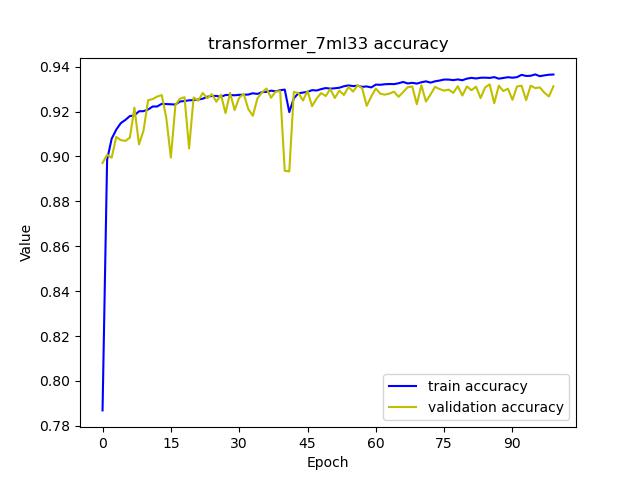 transformer_7ml33 accuracy
Value
0.94
0.92
0.90
0.88
0.86
0.84
0.82
0.80
0.78
0 15 30 45 60 75 90
Epoch
train accuracy
validation accuracy